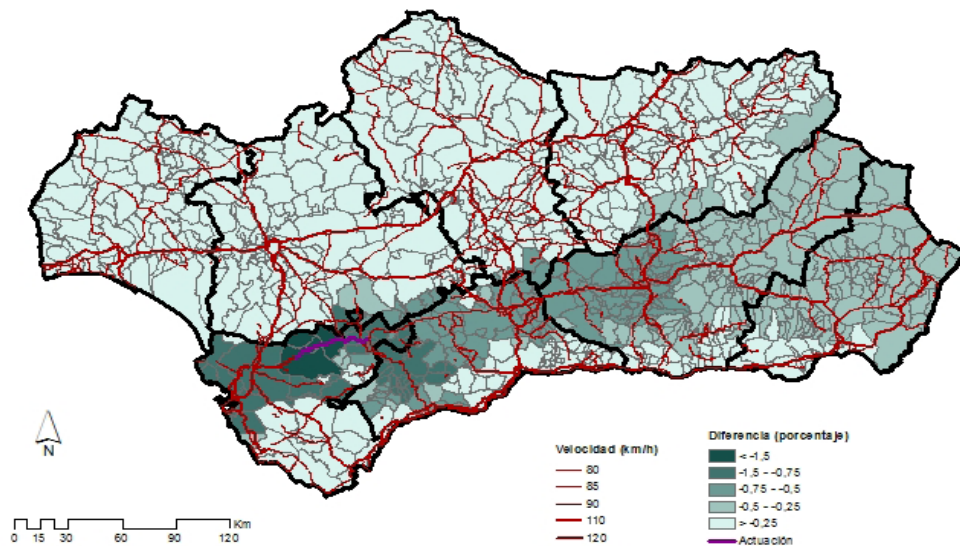 N
Km
0 15 30 60 90 120
Velocidad (km/h)
80
85
90
110
120
Diferencia (porcentaje)
< -1,5
-1,5 - -0,75
-0,75 - -0,5
-0,5 - -0,25
> -0,25
Actuación